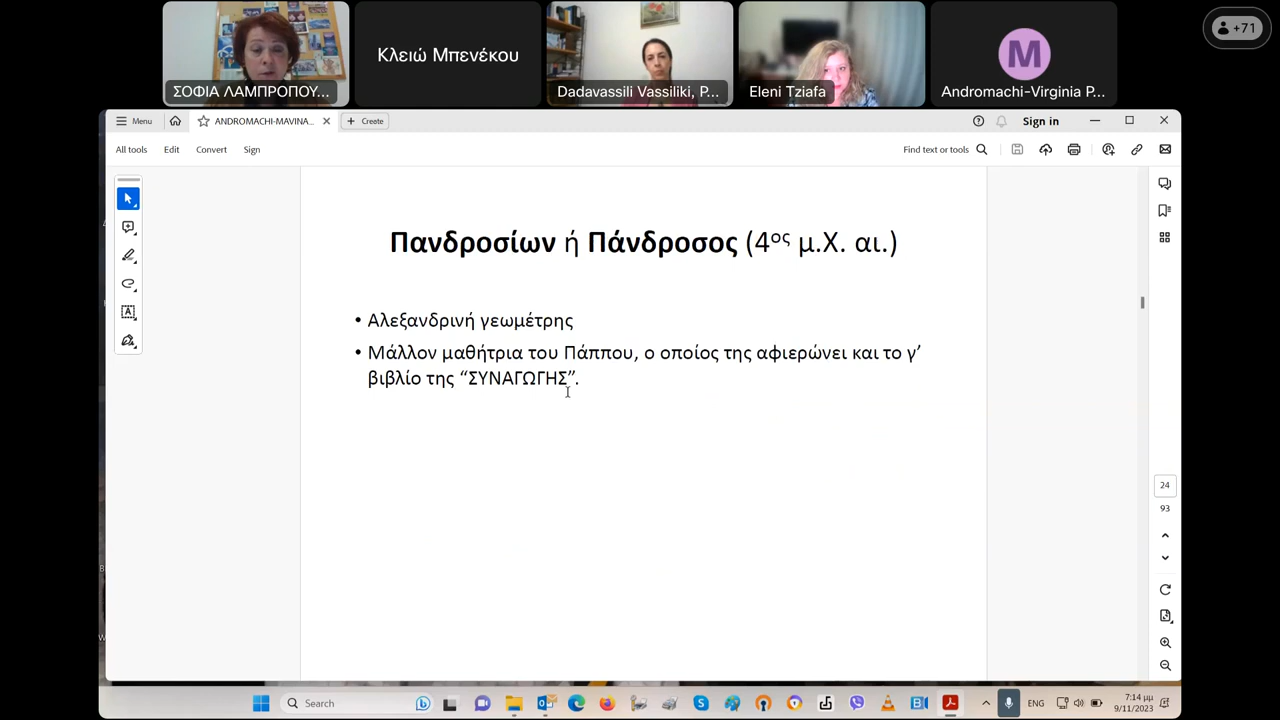 +71
Κλειώ Μπενέκου
ΣΟΦΙΑ ΛΑΜΠΡΟΠΟΥ...
Dadavassili Vassiliki, P...
Eleni Tziafa
M
Andromachi-Virginia P...
Menu
ANDROMACHI-MAVINA...
Create
Sign in
All tools
Edit
Convert
Sign
Find text or tools
Πανδροσίων ή Πάνδροσος (4ος μ.Χ. αι.)
• Αλεξανδρινή γεωμέτρης
• Μάλλον μαθήτρια του Πάππου, ο οποίος της αφιερώνει και το γ’
βιβλίο της “ΣΥΝΑΓΩΓΗΣ”.
24
93
Search
ENG
7:14 μμ
9/11/2023